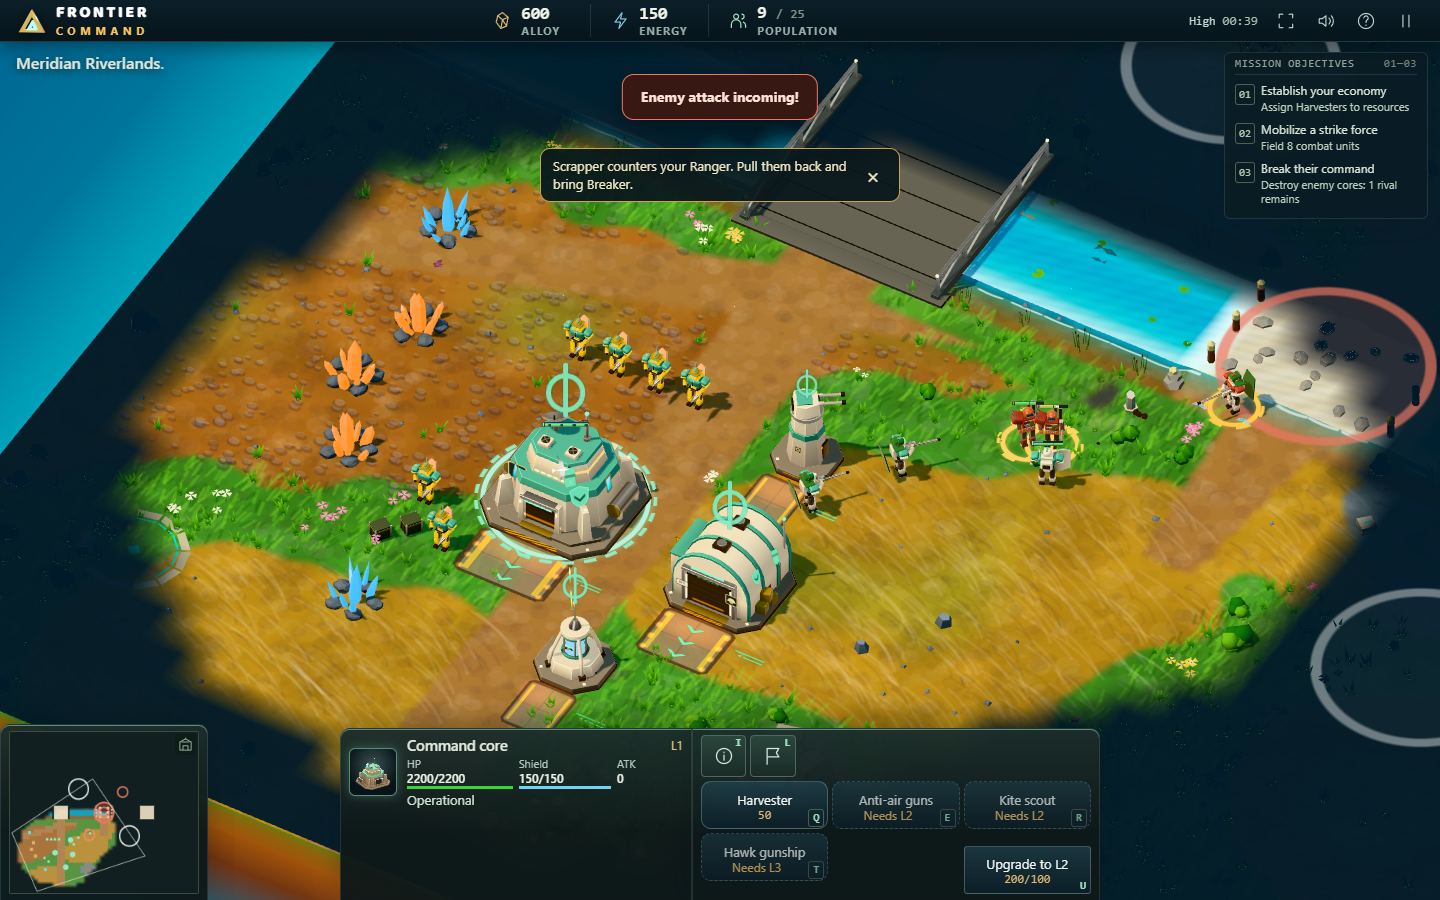 FRONTIER
COMMAND
600
ALLOY
150
ENERGY
9 / 25
POPULATION
High 00:39
Meridian Riverlands.
Enemy attack incoming!
Scrapper counters your Ranger. Pull them back and
bring Breaker.
×
MISSION OBJECTIVES 01—03
01 Establish your economy
Assign Harvesters to resources
02 Mobilize a strike force
Field 8 combat units
03 Break their command
Destroy enemy cores: 1 rival
remains
Command core L1
HP Shield ATK
2200/2200 150/150 0
Operational
I L
Harvester
50 Q
Anti-air guns
Needs L2 E
Kite scout
Needs L2 R
Hawk gunship
Needs L3 T
Upgrade to L2
200/100
U